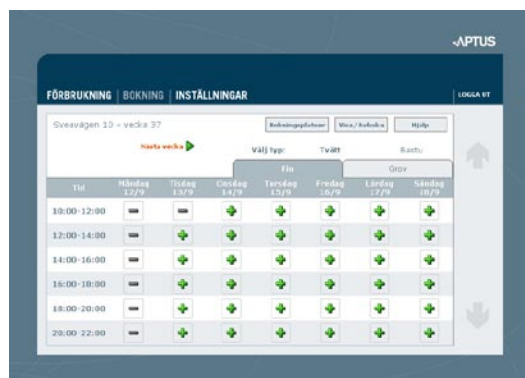 APTUS
FÖRBRUKNING | BOKNING | INSTÄLLNINGAR
LOGGA UT
Sveavägen 10 - vecka 37
Bokningsplatser Visa/Avboka Hjälp
Nästa vecka
Välj typ: Tvätt Bastu
Fin Grov
Tid Måndag Tisdag Onsdag Torsdag Fredag Lördag Söndag
12/9 13/9 14/9 15/9 16/9 17/9 18/9
10:00-12:00
12:00-14:00
14:00-16:00
16:00-18:00
18:00-20:00
20:00-22:00